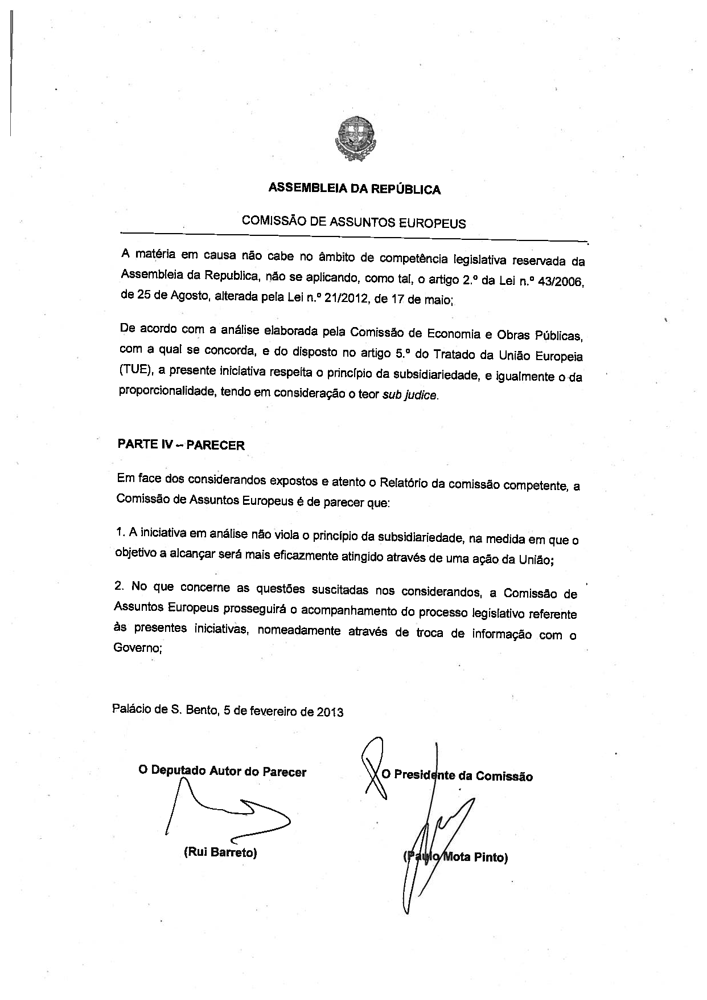 ASSEMBLEIA DA REPÚBLICA
COMISSÃO DE ASSUNTOS EUROPEUS
A matéria em causa não cabe no âmbito de competência legislativa reservada da
Assembleia da Republica, não se aplicando, como tal, o artigo 2.º da Lei n.º 43/2006,
de 25 de Agosto, alterada pela Lei n.º 21/2012, de 17 de maio;
De acordo com a análise elaborada pela Comissão de Economia e Obras Públicas,
com a qual se concorda, e do disposto no artigo 5.º do Tratado da União Europeia
(TUE), a presente iniciativa respeita o princípio da subsidiariedade, e igualmente o da
proporcionalidade, tendo em consideração o teor sub judice.
PARTE IV – PARECER
Em face dos considerandos expostos e atento o Relatório da comissão competente, a
Comissão de Assuntos Europeus é de parecer que:
1. A iniciativa em análise não viola o princípio da subsidiariedade, na medida em que o
objetivo a alcançar será mais eficazmente atingido através de uma ação da União;
2. No que concerne as questões suscitadas nos considerandos, a Comissão de
Assuntos Europeus prosseguirá o acompanhamento do processo legislativo referente
às presentes iniciativas, nomeadamente através de troca de informação com o
Governo;
Palácio de S. Bento, 5 de fevereiro de 2013
O Deputado Autor do Parecer
O Presidente da Comissão
(Rui Barreto)
(Paulo Mota Pinto)